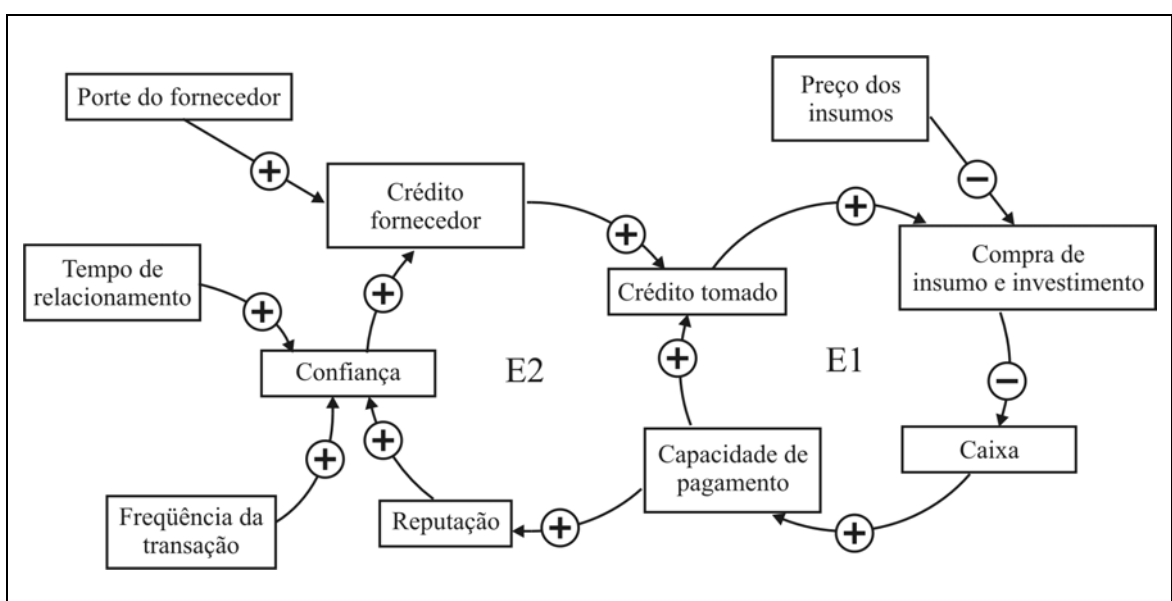 Porte do fornecedor
Preço dos
insumos
Crédito
fornecedor
Tempo de
relacionamento
Crédito tomado
Compra de
insumo e investimento
Confiança
E2
E1
Capacidade de
pagamento
Caixa
Freqüência da
transação
Reputação
+
+
+
+
+
+
+
+
+
+
−
−